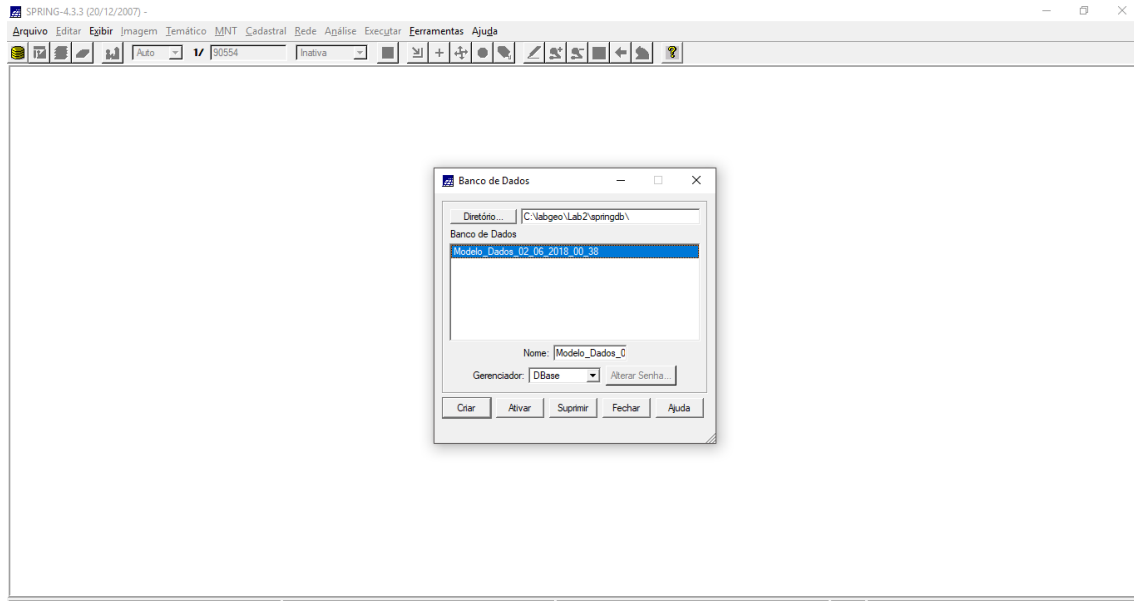 SPRING-4.3.3 (20/12/2007) -
Arquivo Editar Exibir Imagem Temático MNT Cadastral Rede Análise Executar Ferramentas Ajuda
Auto 1/ 90554 Inativa ?
Banco de Dados
Diretório... C:\labgeo\Lab2\springdb\
Banco de Dados
Modelo_Dados_02_06_2018_00_38
Nome: Modelo_Dados_0
Gerenciador: DBase Alterar Senha...
Criar Ativar Suprimir Fechar Ajuda